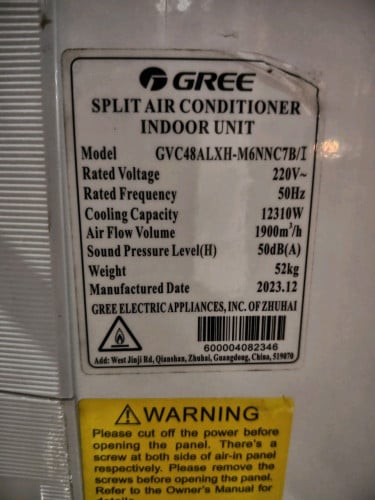 GREE
SPLIT AIR CONDITIONER
INDOOR UNIT
Model GVC48ALXH-M6NNC7B/I
Rated Voltage 220V~
Rated Frequency 50Hz
Cooling Capacity 12310W
Air Flow Volume 1900m³/h
Sound Pressure Level(H) 50dB(A)
Weight 52kg
Manufactured Date 2023.12
GREE ELECTRIC APPLIANCES, INC. OF ZHUHAI
600004082346
Add: West Jinji Rd, Qianshan, Zhuhai, Guangdong, China, 519070
WARNING
Please cut off the power before
opening the panel. There's a
screw at both side of air-in panel
respectively. Please remove the
screws before opening the panel.
Refer to the Owner's Manual for
details.